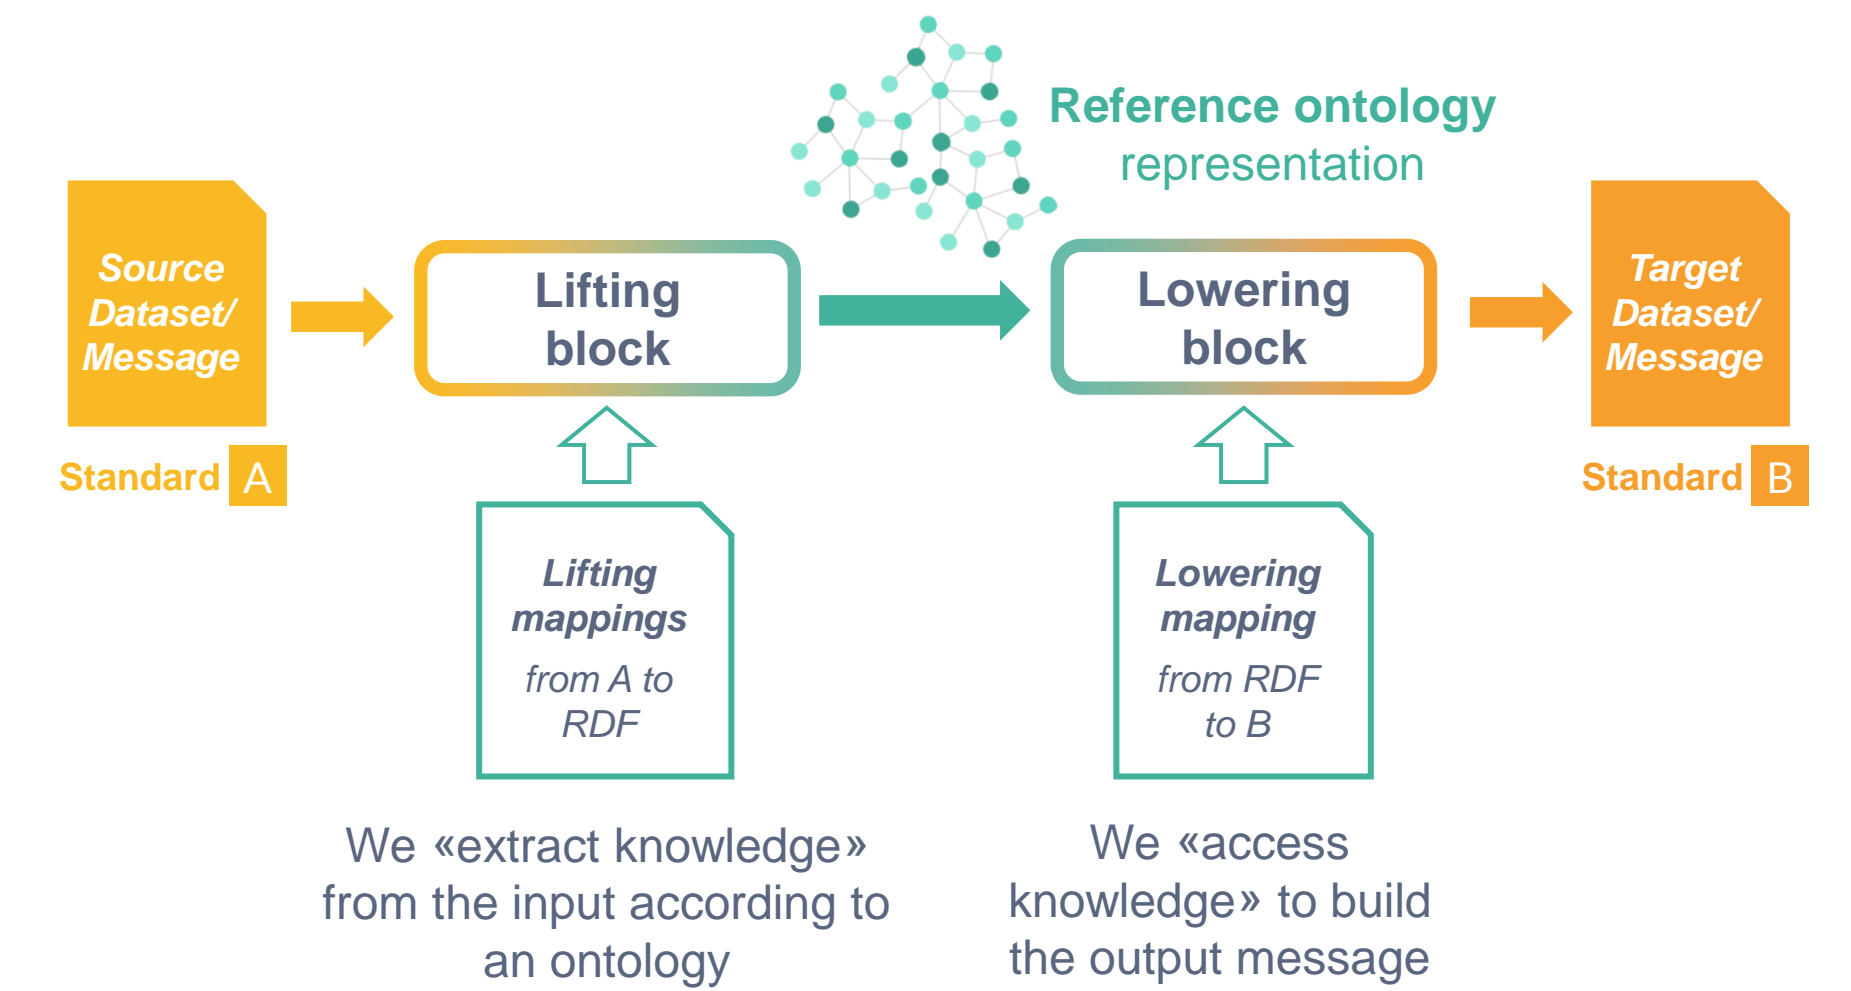 Reference ontology
representation
Source
Dataset/
Message
Standard A
Lifting
block
Lowering
block
Target
Dataset/
Message
Standard B
Lifting
mappings
from A to
RDF
Lowering
mapping
from RDF
to B
We «extract knowledge»
from the input according to
an ontology
We «access
knowledge» to build
the output message